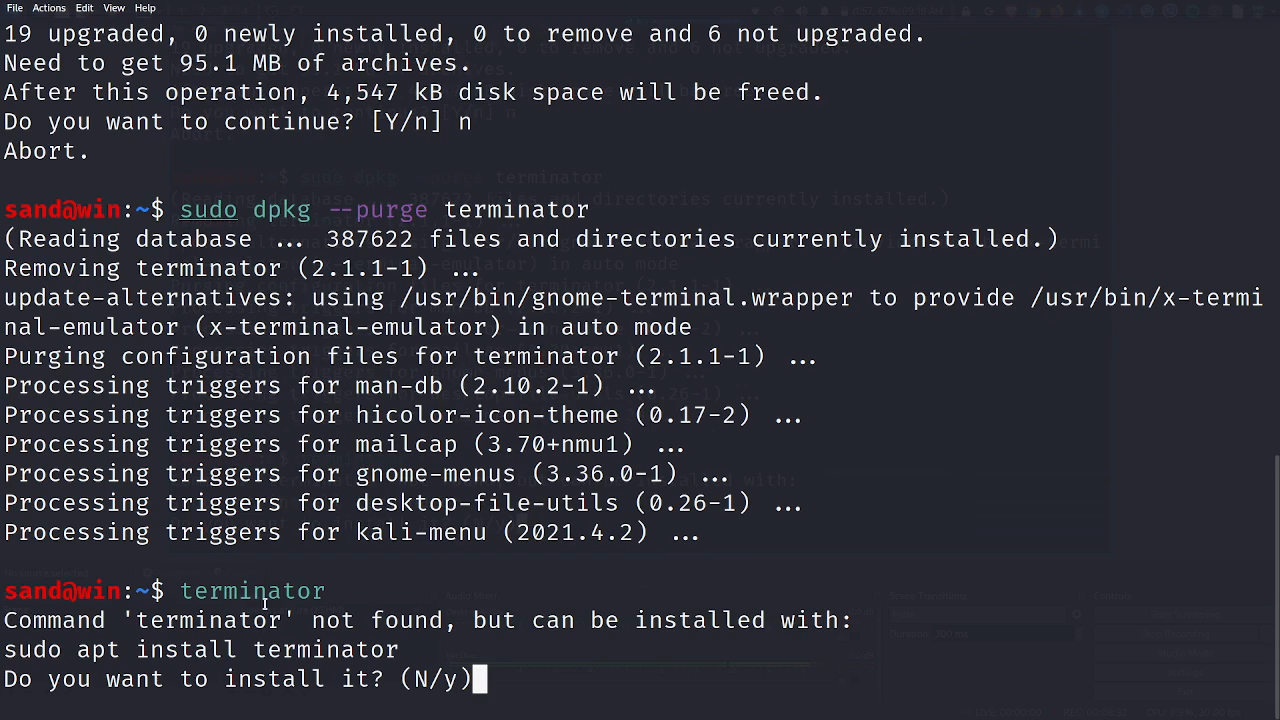 File Actions Edit View Help
19 upgraded, 0 newly installed, 0 to remove and 6 not upgraded.
Need to get 95.1 MB of archives.
After this operation, 4,547 kB disk space will be freed.
Do you want to continue? [Y/n] n
Abort.
sand@win:~$ sudo dpkg --purge terminator
(Reading database ... 387622 files and directories currently installed.)
Removing terminator (2.1.1-1) ...
update-alternatives: using /usr/bin/gnome-terminal.wrapper to provide /usr/bin/x-termi
nal-emulator (x-terminal-emulator) in auto mode
Purging configuration files for terminator (2.1.1-1) ...
Processing triggers for man-db (2.10.2-1) ...
Processing triggers for hicolor-icon-theme (0.17-2) ...
Processing triggers for mailcap (3.70+nmu1) ...
Processing triggers for gnome-menus (3.36.0-1) ...
Processing triggers for desktop-file-utils (0.26-1) ...
Processing triggers for kali-menu (2021.4.2) ...
sand@win:~$ terminator
Command 'terminator' not found, but can be installed with:
sudo apt install terminator
Do you want to install it? (N/y)